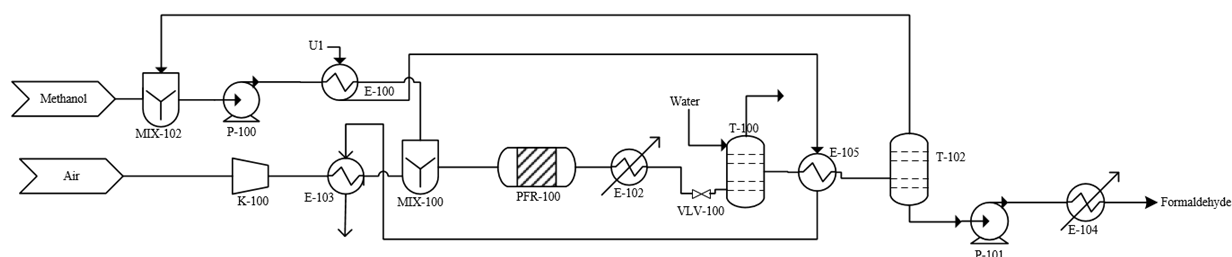 U1
E-100
Methanol
MIX-102
P-100
Water
T-100
E-105
T-102
Air
K-100
E-103
MIX-100
PFR-100
E-102
VLV-100
Formaldehyde
E-104
P-101